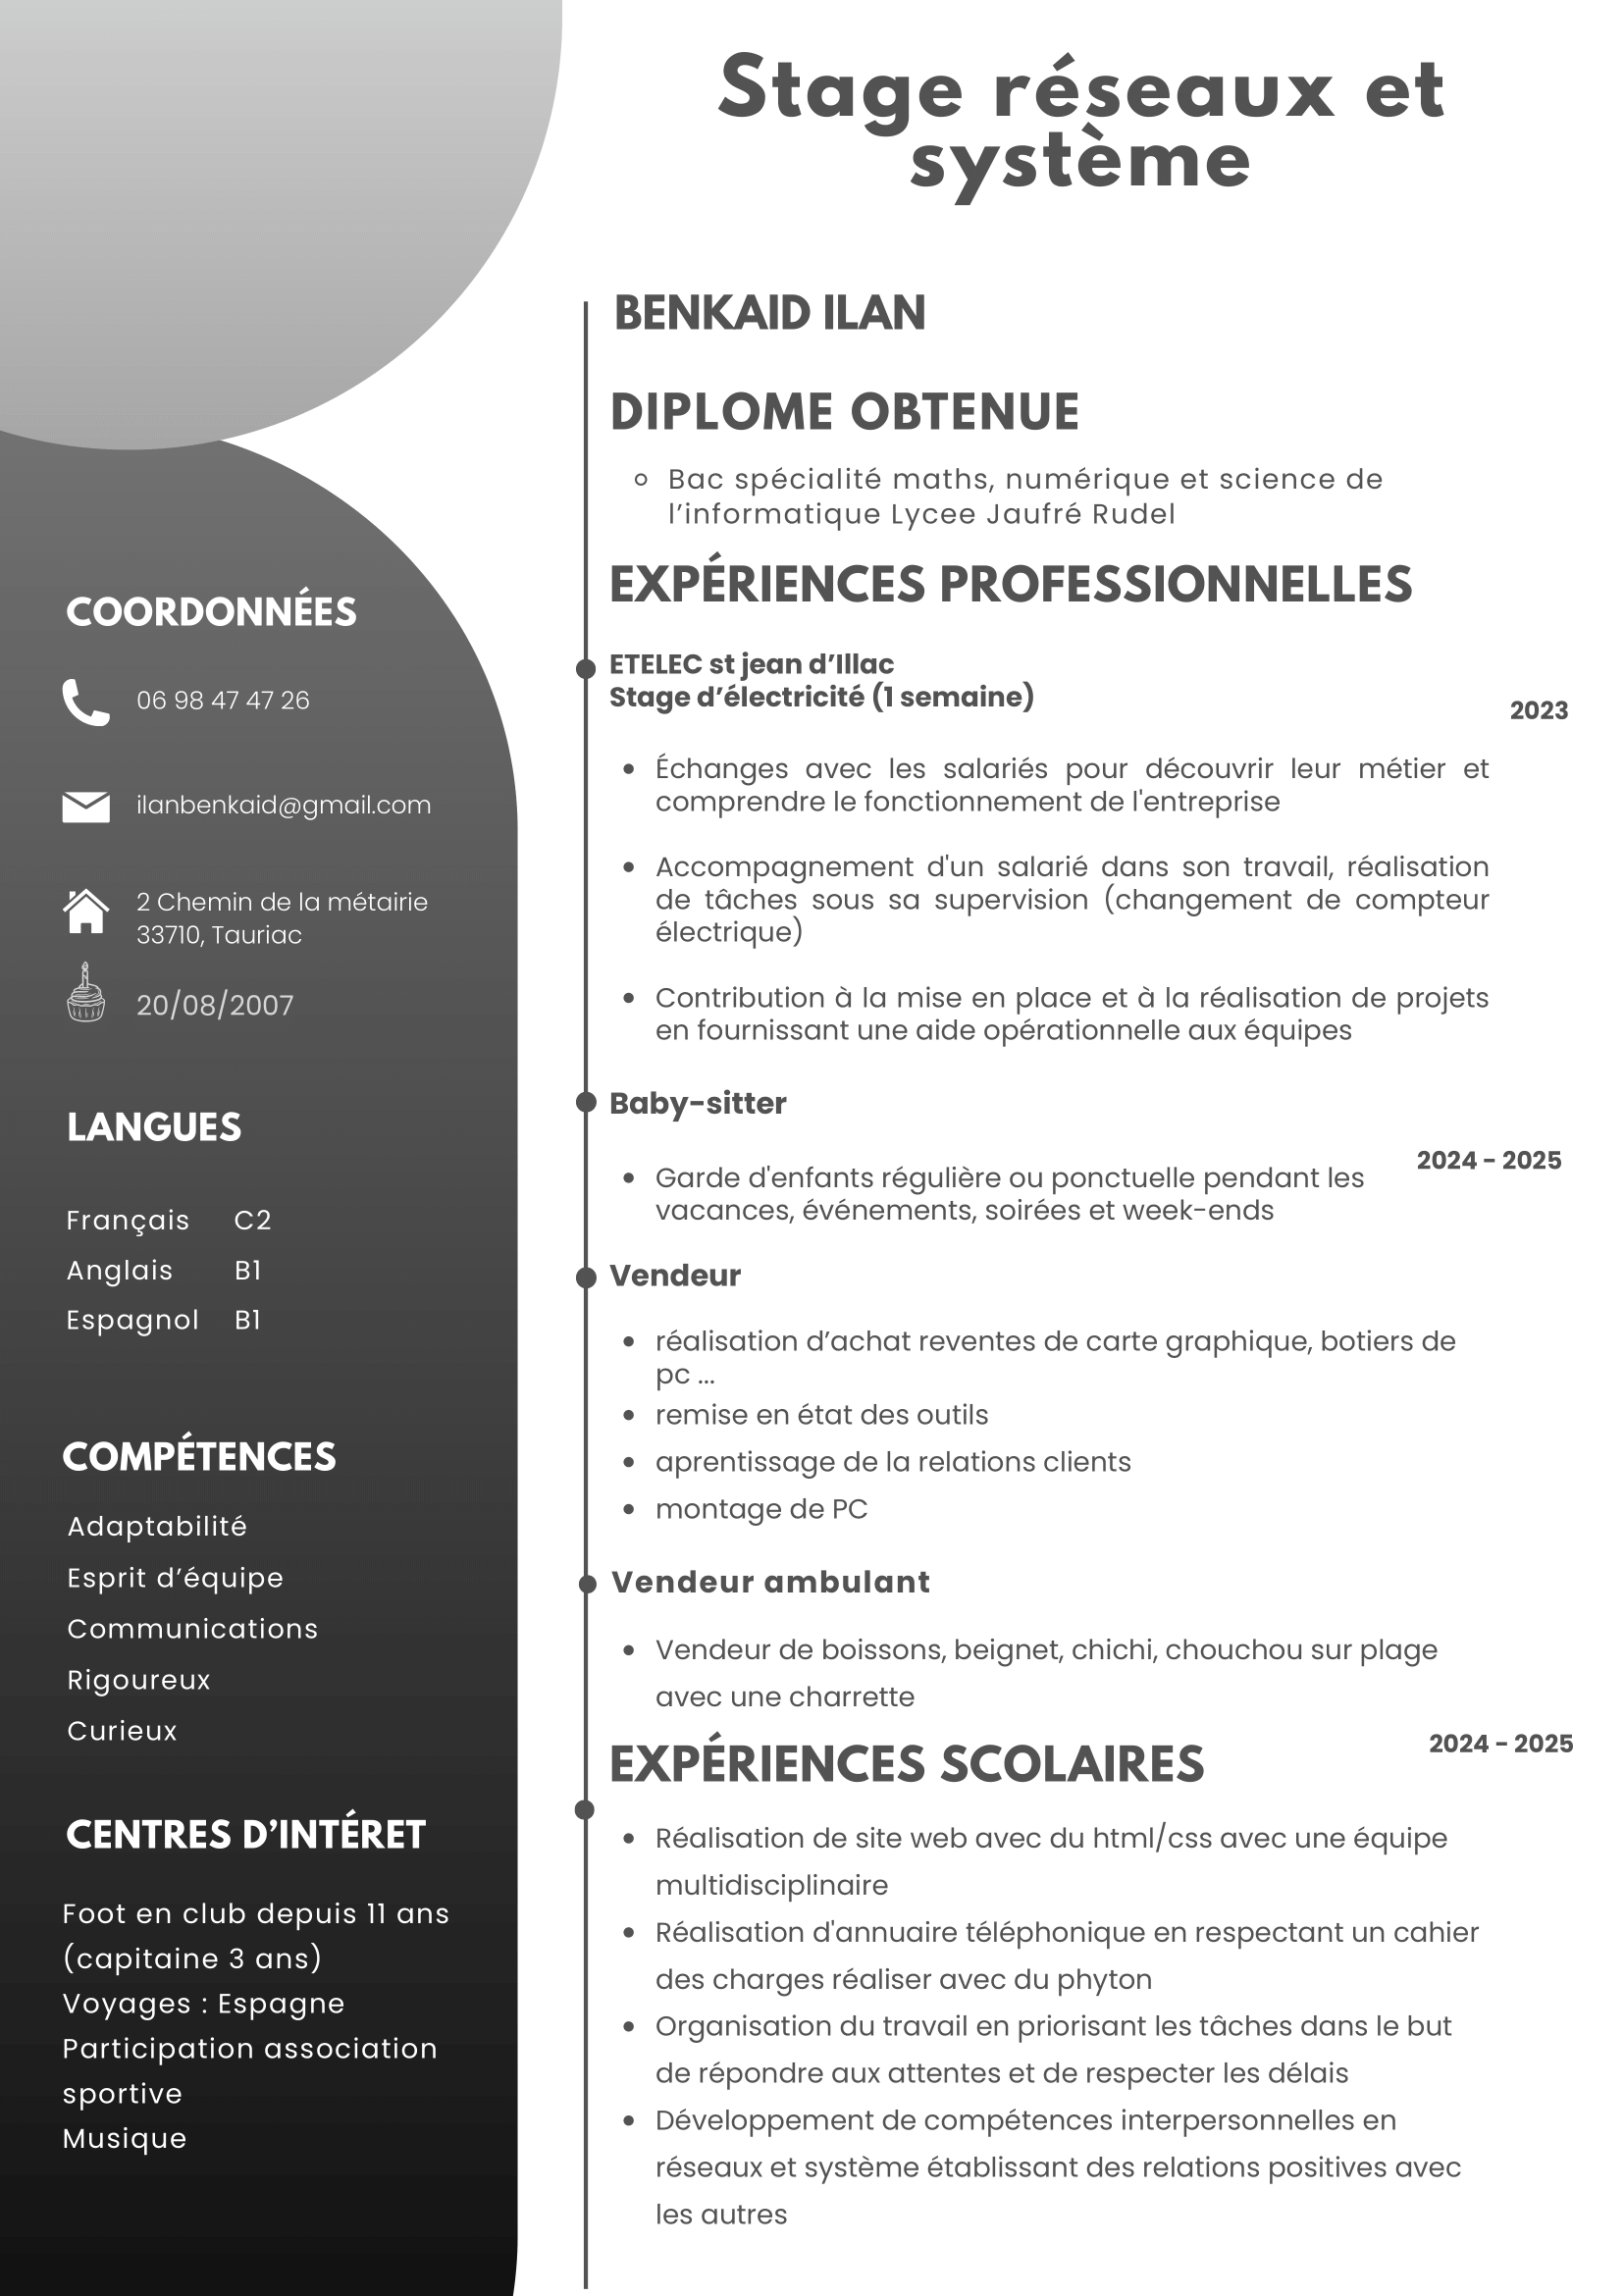 Stage réseaux et
système
COORDONNÉES
06 98 47 47 26
ilanbenkaid@gmail.com
2 Chemin de la métairie
33710, Tauriac
20/08/2007
LANGUES
Français C2
Anglais B1
Espagnol B1
COMPÉTENCES
Adaptabilité
Esprit d’équipe
Communications
Rigoureux
Curieux
CENTRES D’INTÉRET
Foot en club depuis 11 ans
(capitaine 3 ans)
Voyages : Espagne
Participation association
sportive
Musique
BENKAID ILAN
DIPLOME OBTENUE
Bac spécialité maths, numérique et science de
l’informatique Lycee Jaufré Rudel
EXPÉRIENCES PROFESSIONNELLES
ETELEC st jean d’Illac
Stage d’électricité (1 semaine)
2023
• Échanges avec les salariés pour découvrir leur métier et
comprendre le fonctionnement de l'entreprise
• Accompagnement d'un salarié dans son travail, réalisation
de tâches sous sa supervision (changement de compteur
électrique)
• Contribution à la mise en place et à la réalisation de projets
en fournissant une aide opérationnelle aux équipes
Baby-sitter
2024 - 2025
• Garde d'enfants régulière ou ponctuelle pendant les
vacances, événements, soirées et week-ends
Vendeur
• réalisation d’achat reventes de carte graphique, botiers de
pc ...
• remise en état des outils
• aprentissage de la relations clients
• montage de PC
Vendeur ambulant
• Vendeur de boissons, beignet, chichi, chouchou sur plage
avec une charrette
EXPÉRIENCES SCOLAIRES
2024 - 2025
• Réalisation de site web avec du html/css avec une équipe
multidisciplinaire
• Réalisation d'annuaire téléphonique en respectant un cahier
des charges réaliser avec du phyton
• Organisation du travail en priorisant les tâches dans le but
de répondre aux attentes et de respecter les délais
• Développement de compétences interpersonnelles en
réseaux et système établissant des relations positives avec
les autres